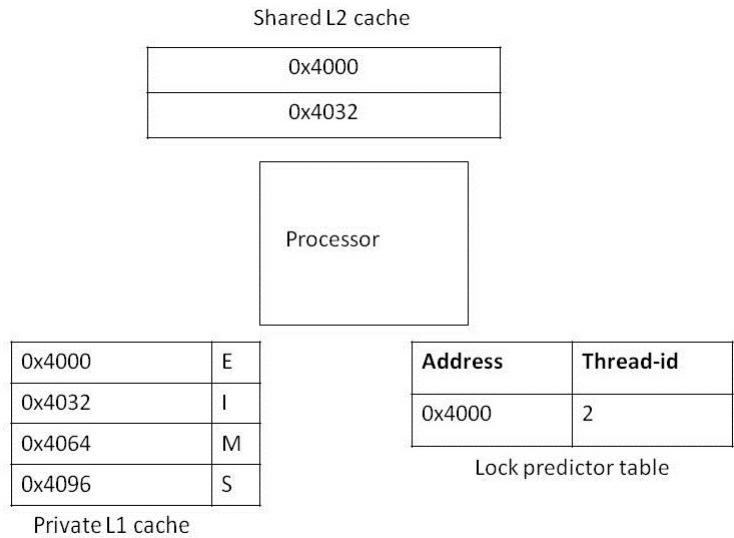 Shared L2 cache
0x4000
0x4032
Processor
0x4000 E
0x4032 I
0x4064 M
0x4096 S
Private L1 cache
Address Thread-id
0x4000 2
Lock predictor table